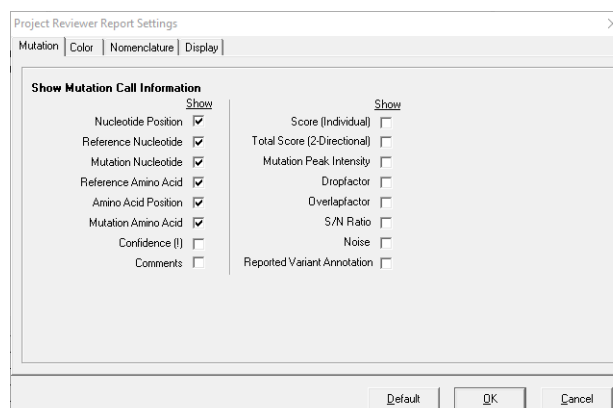 Project Reviewer Report Settings
Mutation Color Nomenclature Display
Show Mutation Call Information
Show
Nucleotide Position
Reference Nucleotide
Mutation Nucleotide
Reference Amino Acid
Amino Acid Position
Mutation Amino Acid
Confidence (!)
Comments
Show
Score (Individual)
Total Score (2-Directional)
Mutation Peak Intensity
Dropfactor
Overlapfactor
S/N Ratio
Noise
Reported Variant Annotation
Default OK Cancel